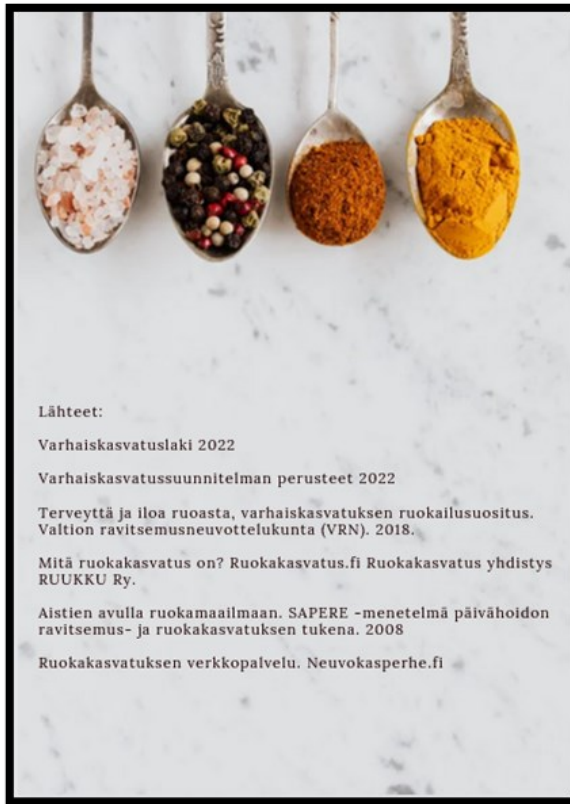 Lähteet:
Varhaiskasvatuslaki 2022
Varhaiskasvatussuunnitelman perusteet 2022
Terveyttä ja iloa ruoasta, varhaiskasvatuksen ruokailusuositus.
Valtion ravitsemusneuvottelukunta (VRN). 2018.
Mitä ruokakasvatus on? Ruokakasvatus.fi Ruokakasvatus yhdistys
RUUKKU Ry.
Aistien avulla ruokamaailmaan. SAPERE -menetelmä päivähoidon
ravitsemus- ja ruokakasvatuksen tukena. 2008
Ruokakasvatuksen verkkopalvelu. Neuvokasperhe.fi